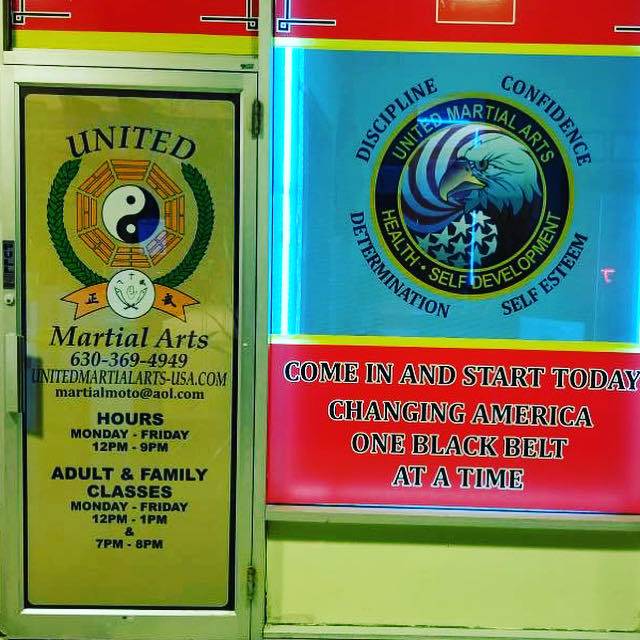 UNITED
正 武
Martial Arts
630-369-4949
UNITEDMARTIALARTS-USA.COM
martialmoto@aol.com
HOURS
MONDAY - FRIDAY
12PM - 9PM
ADULT & FAMILY
CLASSES
MONDAY - FRIDAY
12PM - 1PM
&
7PM - 8PM
DISCIPLINE
CONFIDENCE
UNITED MARTIAL ARTS
HEALTH · SELF DEVELOPMENT
DETERMINATION
SELF ESTEEM
COME IN AND START TODAY
CHANGING AMERICA
ONE BLACK BELT
AT A TIME